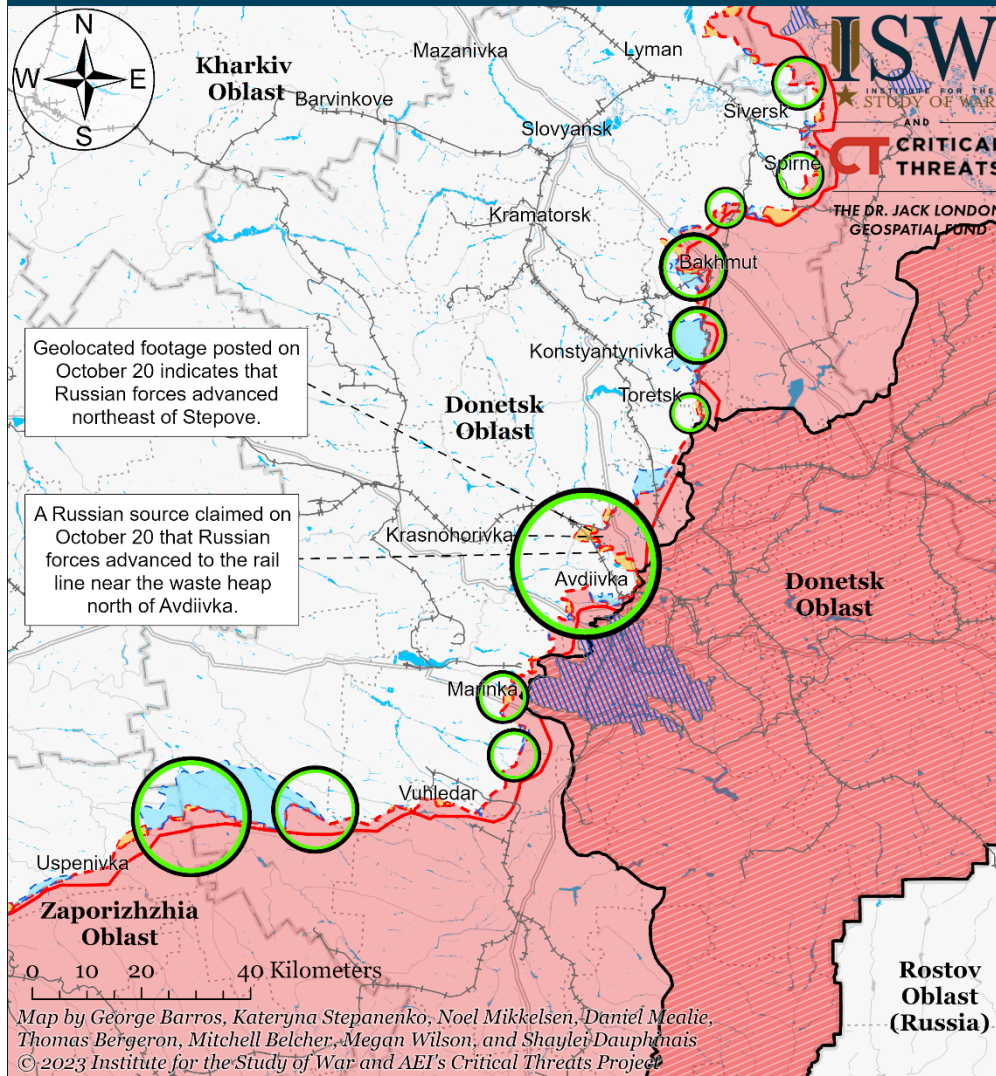 N
W
E
S
Mazanivka
Lyman
ISW
INSTITUTE FOR THE
STUDY OF WAR
AND
CRITICAL
THREATS
CT
THE DR. JACK LONDON
GEOSPATIAL FUND
Kharkiv
Oblast
Barvinkove
Slovyansk
Siversk
Spirne
Kramatorsk
Bakhmut
Konstyantynivka
Toretsk
Geolocated footage posted on
October 20 indicates that
Russian forces advanced
northeast of Stepove.
Donetsk
Oblast
A Russian source claimed on
October 20 that Russian
forces advanced to the rail
line near the waste heap
north of Avdiivka.
Krasnohorivka
Avdiivka
Donetsk
Oblast
Marinka
Vuhledar
Uspenivka
Zaporizhzhia
Oblast
0 10 20 40 Kilometers
Rostov
Oblast
(Russia)
Map by George Barros, Kateryna Stepanenko, Noel Mikkelsen, Daniel Mealie,
Thomas Bergeron, Mitchell Belcher, Megan Wilson, and Shaylei Dauphinais
© 2023 Institute for the Study of War and AEI's Critical Threats Project